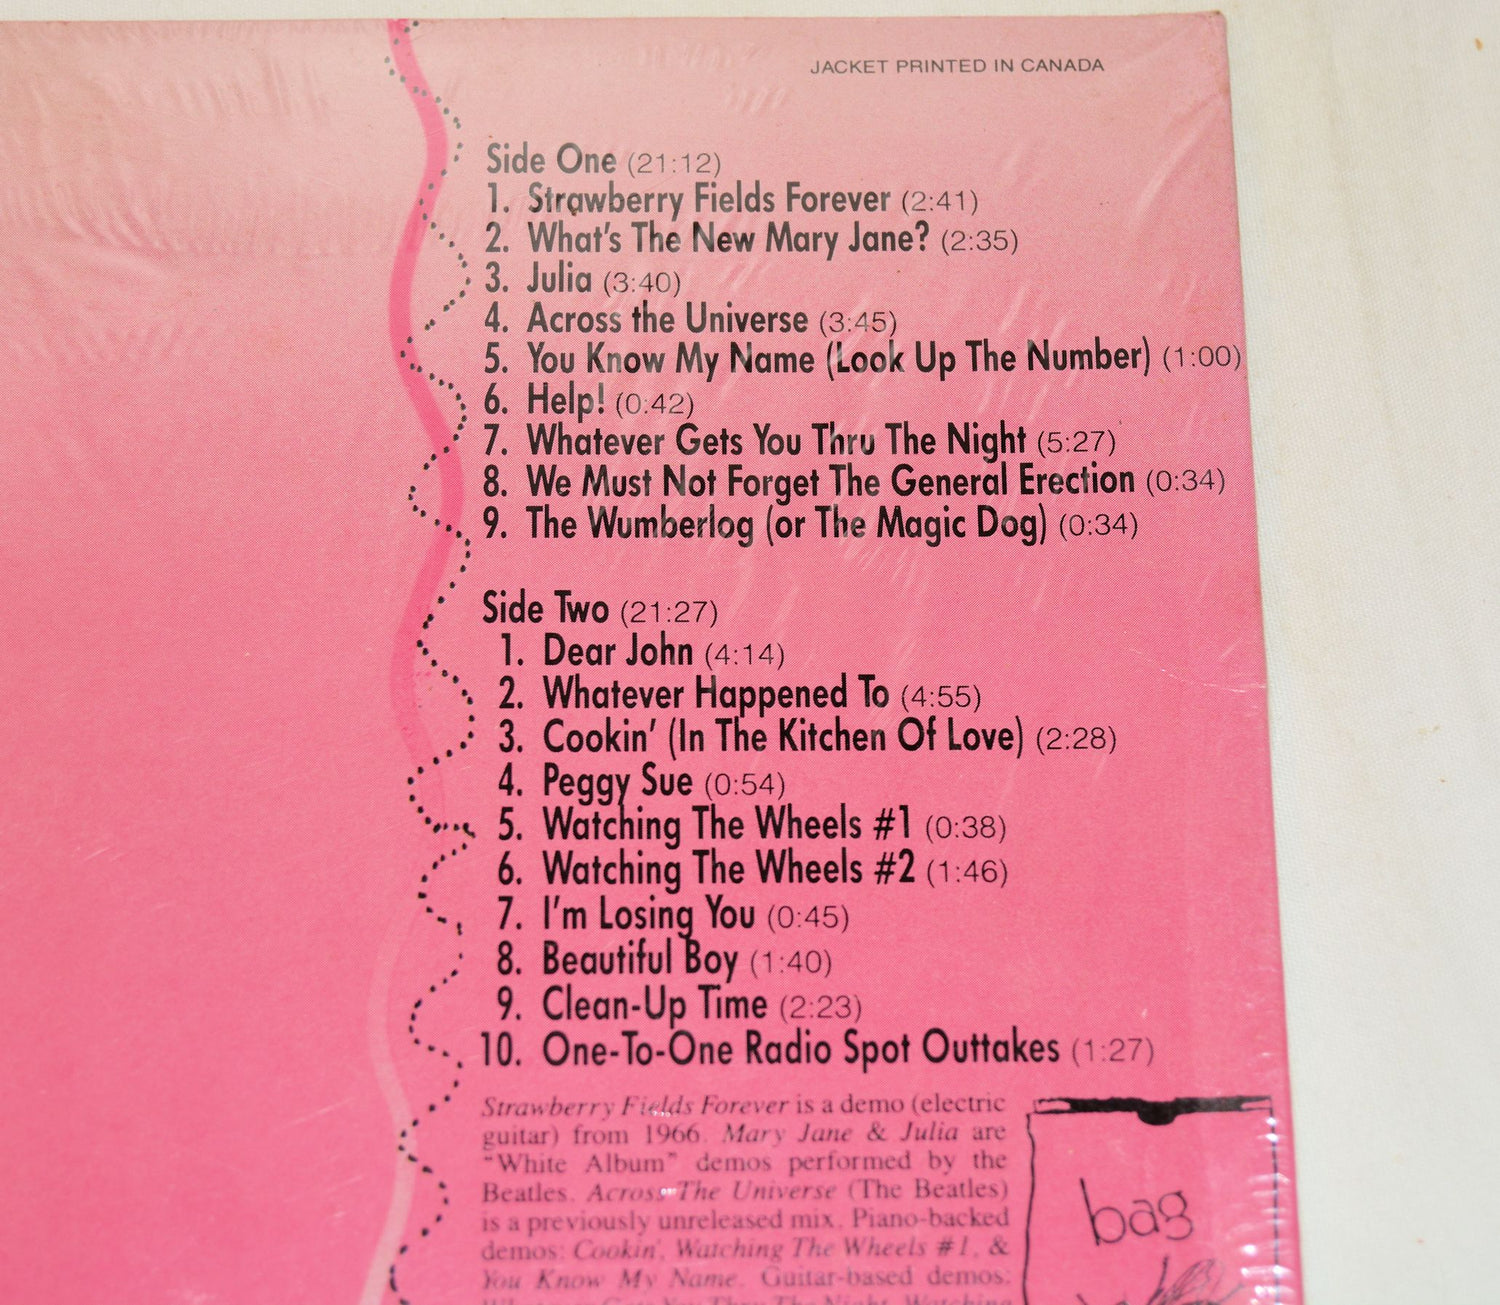 JACKET PRINTED IN CANADA
Side One (21:12)
1. Strawberry Fields Forever (2:41)
2. What's The New Mary Jane? (2:35)
3. Julia (3:40)
4. Across the Universe (3:45)
5. You Know My Name (Look Up The Number) (1:00)
6. Help! (0:42)
7. Whatever Gets You Thru The Night (5:27)
8. We Must Not Forget The General Erection (0:34)
9. The Wumberlog (or The Magic Dog) (0:34)
Side Two (21:27)
1. Dear John (4:14)
2. Whatever Happened To (4:55)
3. Cookin' (In The Kitchen Of Love) (2:28)
4. Peggy Sue (0:54)
5. Watching The Wheels #1 (0:38)
6. Watching The Wheels #2 (1:46)
7. I'm Losing You (0:45)
8. Beautiful Boy (1:40)
9. Clean-Up Time (2:23)
10. One-To-One Radio Spot Outtakes (1:27)
Strawberry Fields Forever is a demo (electric
guitar) from 1966. Mary Jane & Julia are
"White Album" demos performed by the
Beatles. Across The Universe (The Beatles)
is a previously unreleased mix. Piano-backed
demos: Cookin', Watching The Wheels #1, &
You Know My Name. Guitar-based demos:
Gets You Thru The Night, Watching
bag